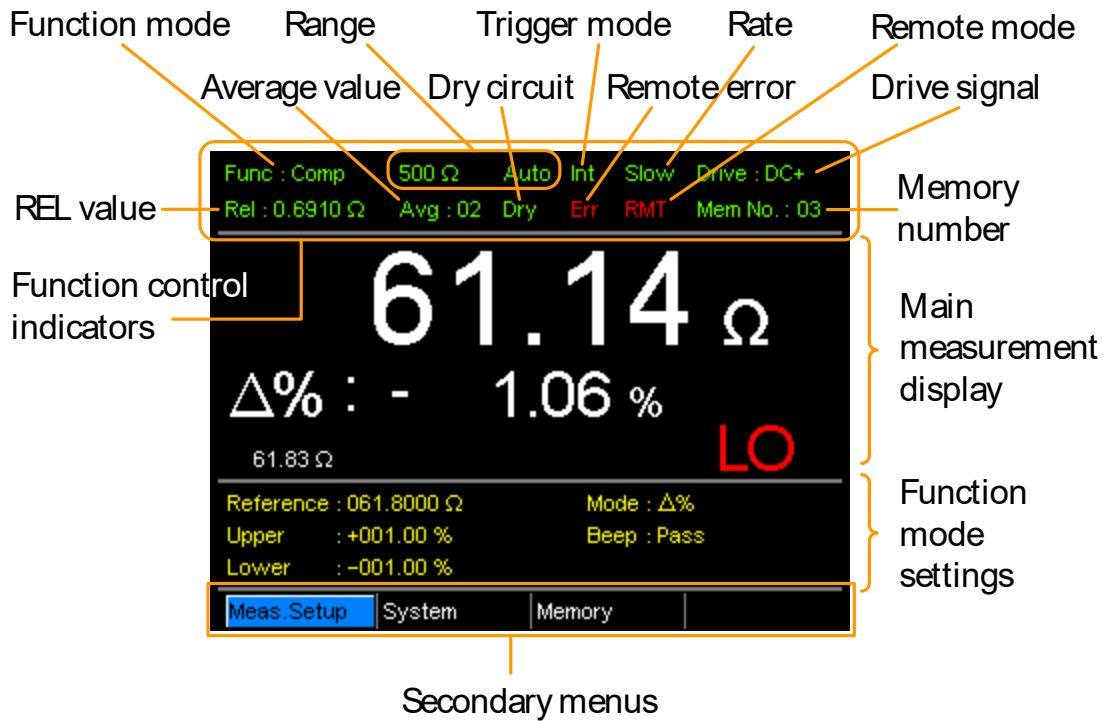 Function mode Range Trigger mode Rate Remote mode
Average value Dry circuit Remote error Drive signal
Func : Comp 500 Ω Auto Int Slow Drive : DC+
REL value Rel : 0.6910 Ω Avg : 02 Dry Err RMT Mem No. : 03
Memory
number
Function control
indicators
61.14 Ω
Δ% : - 1.06 %
LO
61.83 Ω
Main
measurement
display
Reference : 061.8000 Ω Mode : Δ%
Upper : +001.00 % Beep : Pass
Lower : −001.00 %
Function
mode
settings
Meas.Setup System Memory
Secondary menus